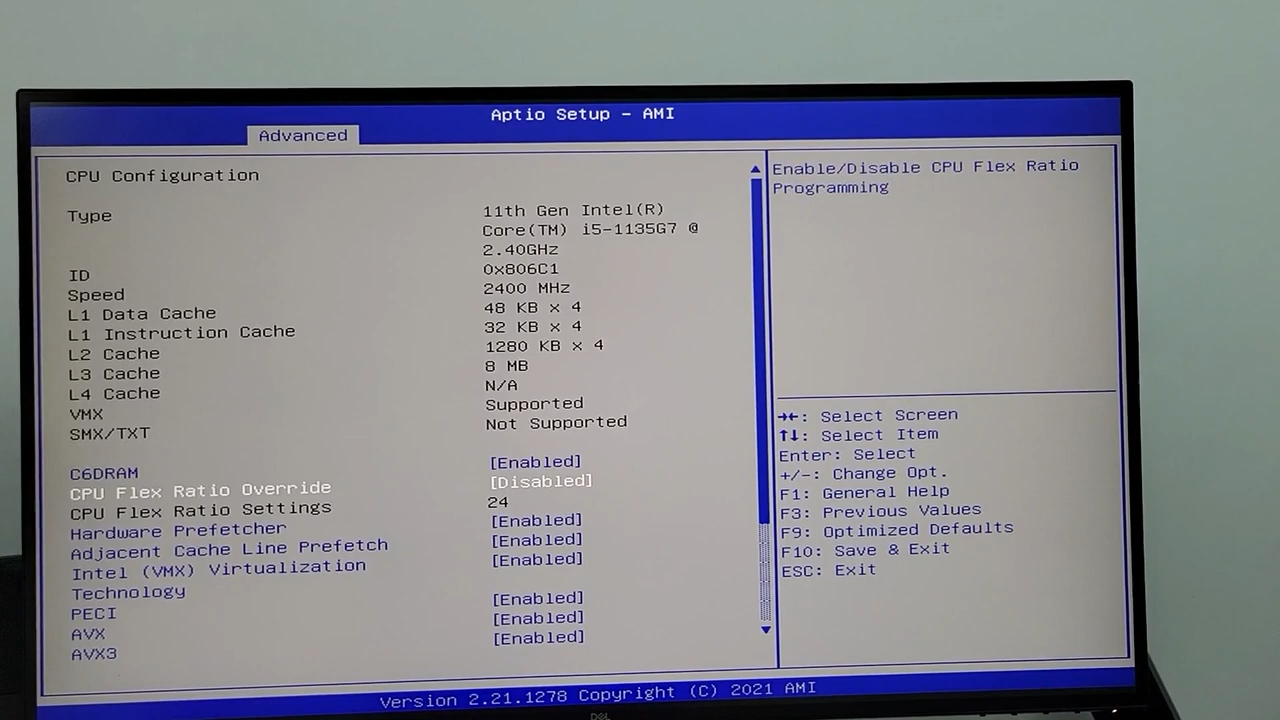 Aptio Setup - AMI
Advanced
CPU Configuration
Type 11th Gen Intel(R)
Core(TM) i5-1135G7 @
2.40GHz
ID 0x806C1
Speed 2400 MHz
L1 Data Cache 48 KB x 4
L1 Instruction Cache 32 KB x 4
L2 Cache 1280 KB x 4
L3 Cache 8 MB
L4 Cache N/A
VMX Supported
SMX/TXT Not Supported
C6DRAM [Enabled]
CPU Flex Ratio Override [Disabled]
CPU Flex Ratio Settings 24
Hardware Prefetcher [Enabled]
Adjacent Cache Line Prefetch [Enabled]
Intel (VMX) Virtualization [Enabled]
Technology
PECI [Enabled]
AVX [Enabled]
AVX3 [Enabled]
Enable/Disable CPU Flex Ratio
Programming
→←: Select Screen
↑↓: Select Item
Enter: Select
+/-: Change Opt.
F1: General Help
F3: Previous Values
F9: Optimized Defaults
F10: Save & Exit
ESC: Exit
Version 2.21.1278 Copyright (C) 2021 AMI
DELL